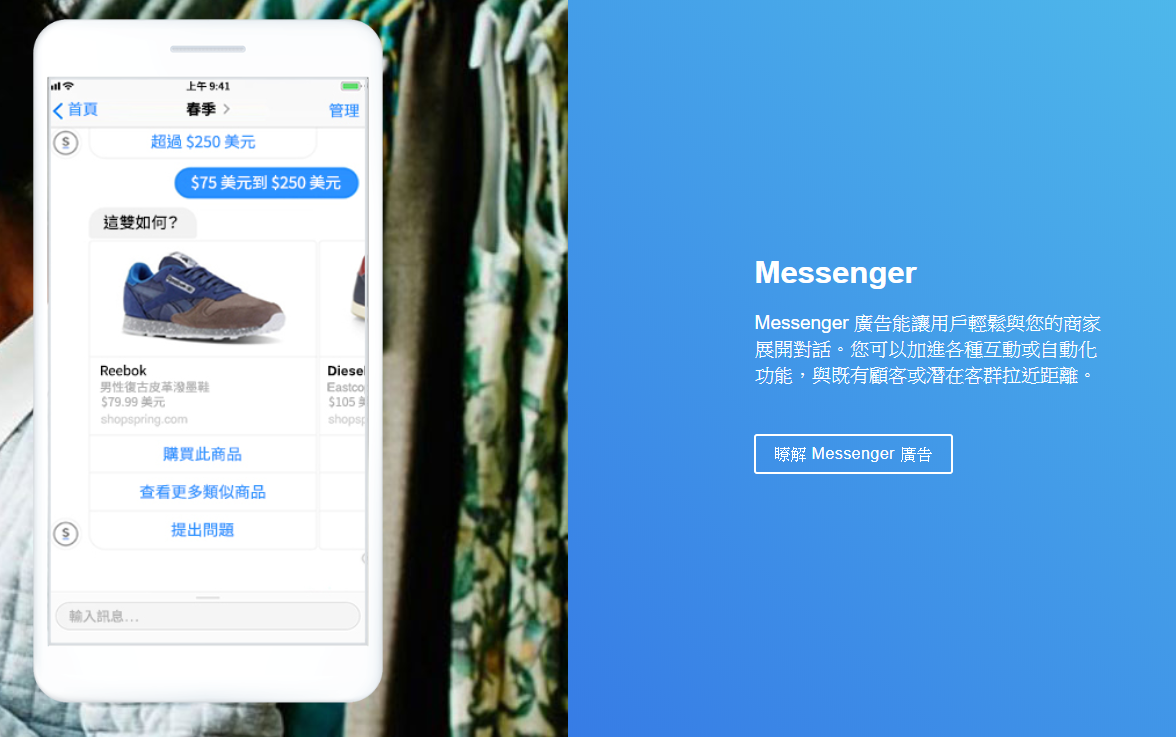 上午 9:41
首頁
春季
管理
超過 $250 美元
$75 美元到 $250 美元
這雙如何?
Reebok
男性復古皮革潑墨鞋
$79.99 美元
shopspring.com
購買此商品
查看更多類似商品
提出問題
Diesel
Eastco
$105 美
shopsp
輸入訊息...
Messenger
Messenger 廣告能讓用戶輕鬆與您的商家
展開對話。您可以加進各種互動或自動化
功能，與既有顧客或潛在客群拉近距離。
瞭解 Messenger 廣告